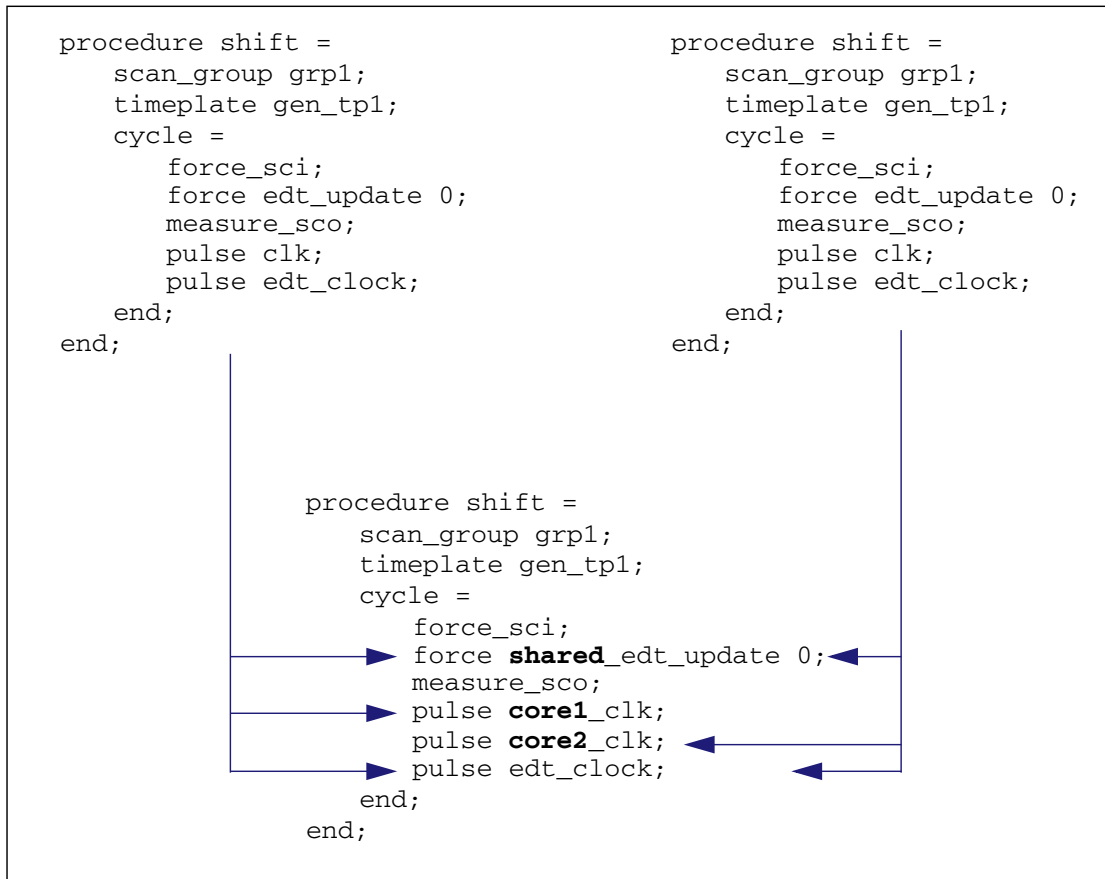 procedure shift =
scan_group grp1;
timeplate gen_tp1;
cycle =
force_sci;
force edt_update 0;
measure_sco;
pulse clk;
pulse edt_clock;
end;
end;
procedure shift =
scan_group grp1;
timeplate gen_tp1;
cycle =
force_sci;
force edt_update 0;
measure_sco;
pulse clk;
pulse edt_clock;
end;
end;
procedure shift =
scan_group grp1;
timeplate gen_tp1;
cycle =
force_sci;
force shared_edt_update 0;
measure_sco;
pulse core1_clk;
pulse core2_clk;
pulse edt_clock;
end;
end;